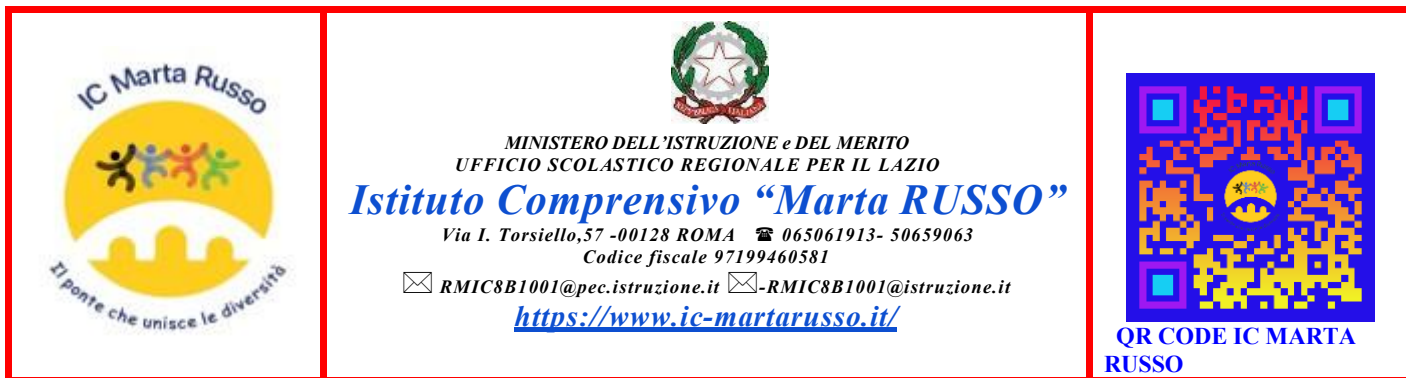 IC Marta Russo
Il ponte che unisce le diversità
MINISTERO DELL’ISTRUZIONE e DEL MERITO
UFFICIO SCOLASTICO REGIONALE PER IL LAZIO
Istituto Comprensivo “Marta RUSSO”
Via I. Torsiello,57 -00128 ROMA ☎ 065061913- 50659063
Codice fiscale 97199460581
✉ RMIC8B1001@pec.istruzione.it ✉-RMIC8B1001@istruzione.it
https://www.ic-martarusso.it/
QR CODE IC MARTA
RUSSO